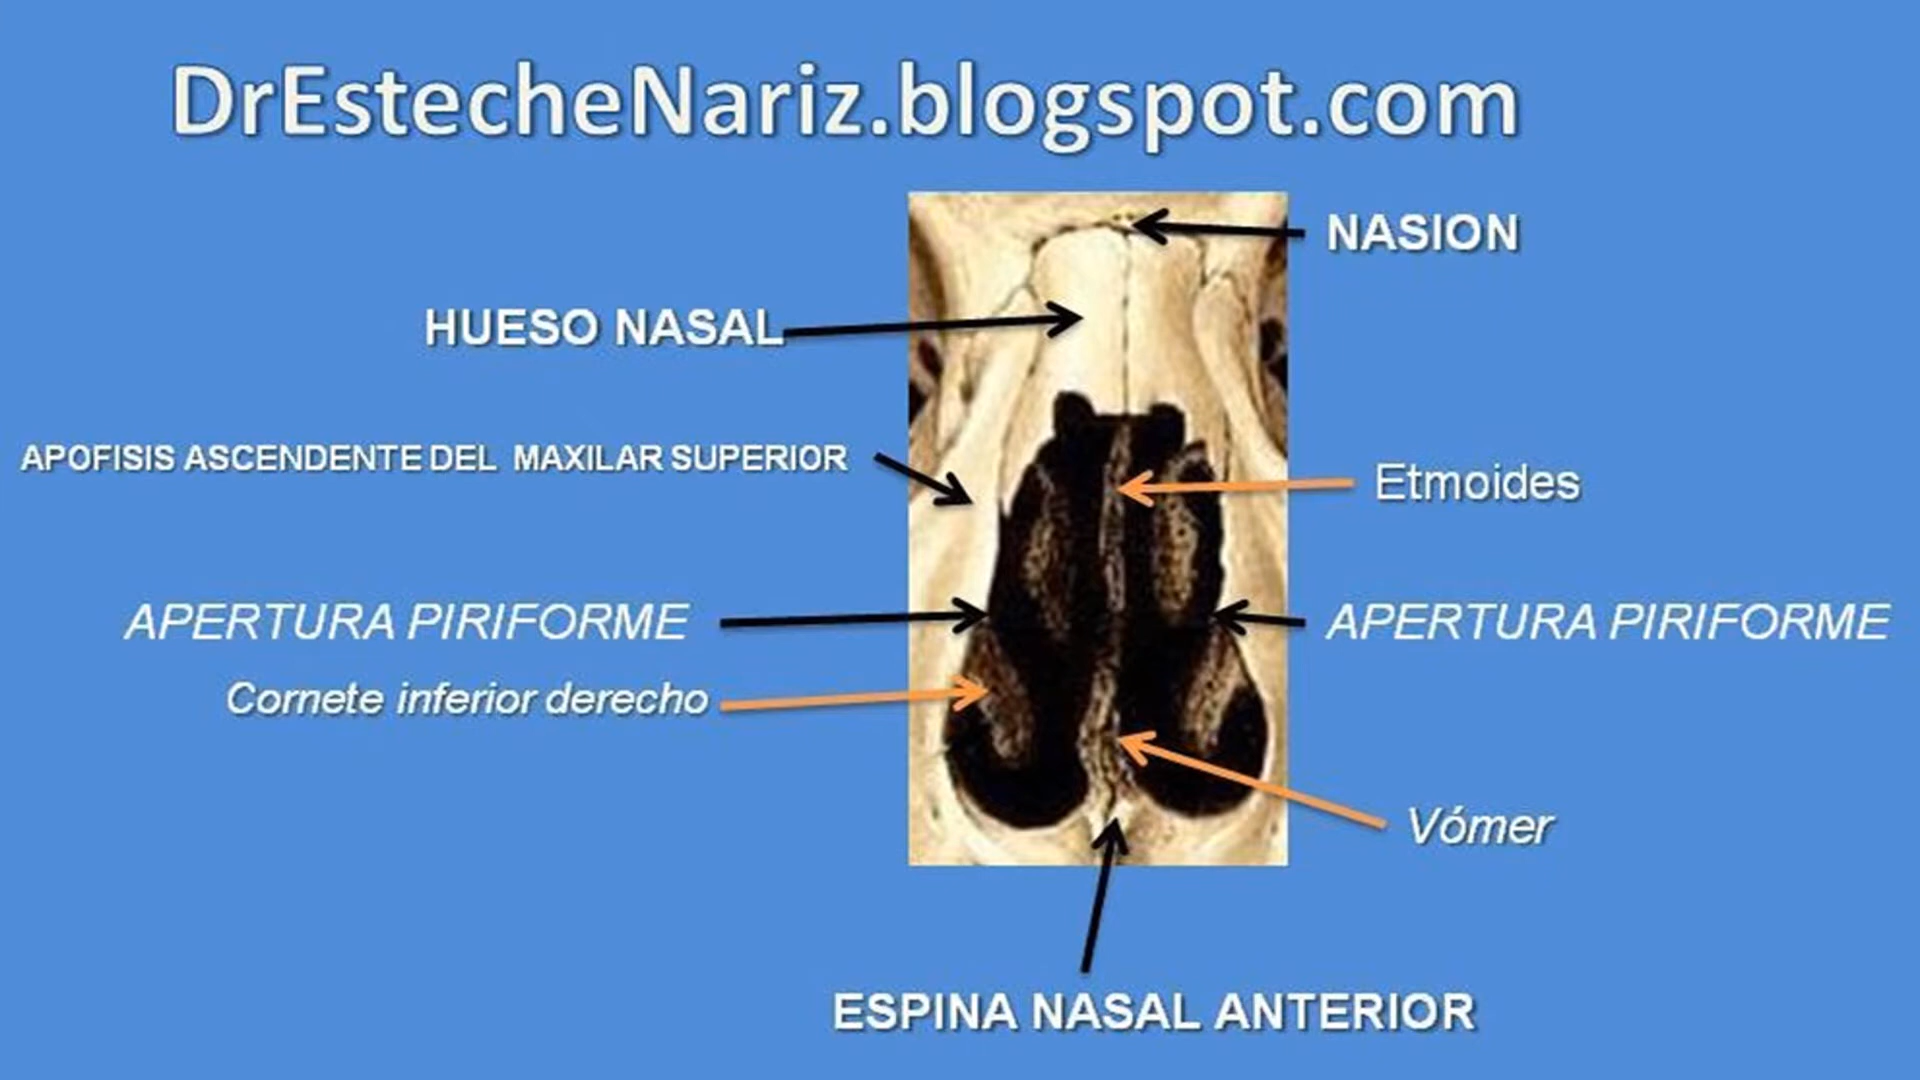 DrEstecheNariz.blogspot.com
NASION
HUESO NASAL
APOFISIS ASCENDENTE DEL MAXILAR SUPERIOR
Etmoides
APERTURA PIRIFORME
APERTURA PIRIFORME
Cornete inferior derecho
Vómer
ESPINA NASAL ANTERIOR